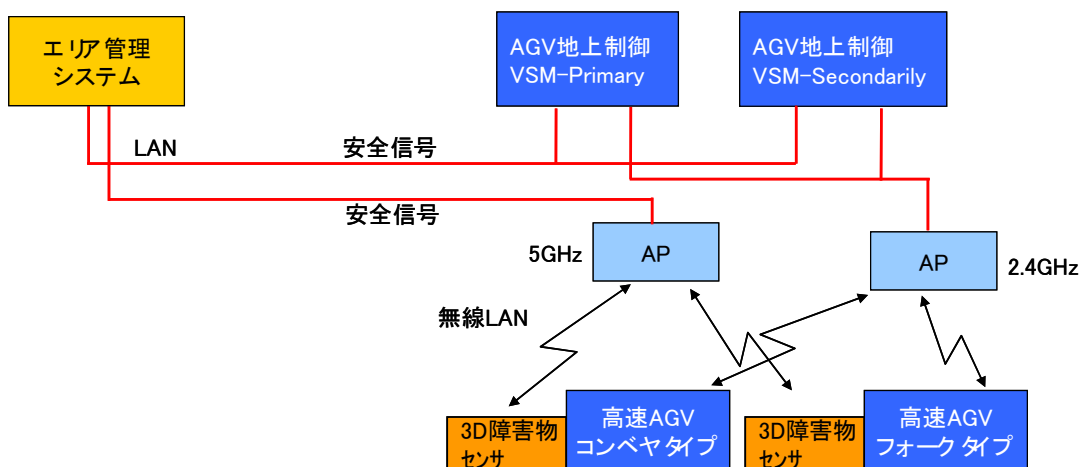 エリア管理
システム
AGV地上制御
VSM-Primary
AGV地上制御
VSM-Secondarily
LAN
安全信号
安全信号
5GHz
AP
AP
2.4GHz
無線LAN
3D障害物
センサ
高速AGV
コンベヤタイプ
3D障害物
センサ
高速AGV
フォークタイプ